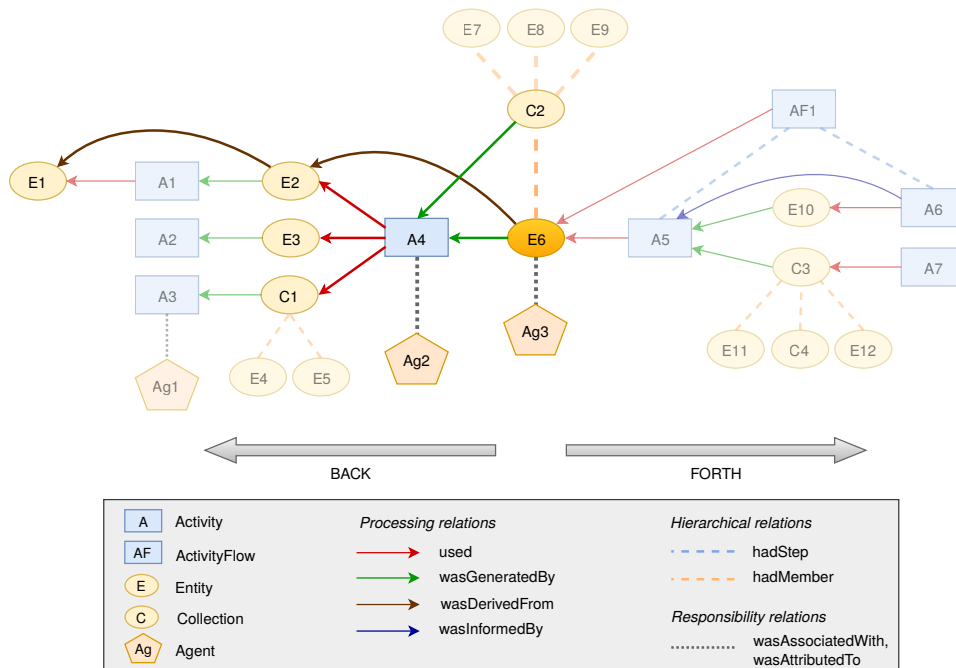 E7 E8 E9
C2 AF1
E1 A1 E2 E10 A6
A2 E3 A4 E6 A5
A3 C1 C3 A7
Ag1 E4 E5 Ag2 Ag3 E11 C4 E12
BACK FORTH
Processing relations Hierarchical relations
A Activity
used hadStep
AF ActivityFlow
wasGeneratedBy hadMember
E Entity
wasDerivedFrom
C Collection Responsibility relations
wasInformedBy
Ag Agent wasAssociatedWith,
wasAttributedTo